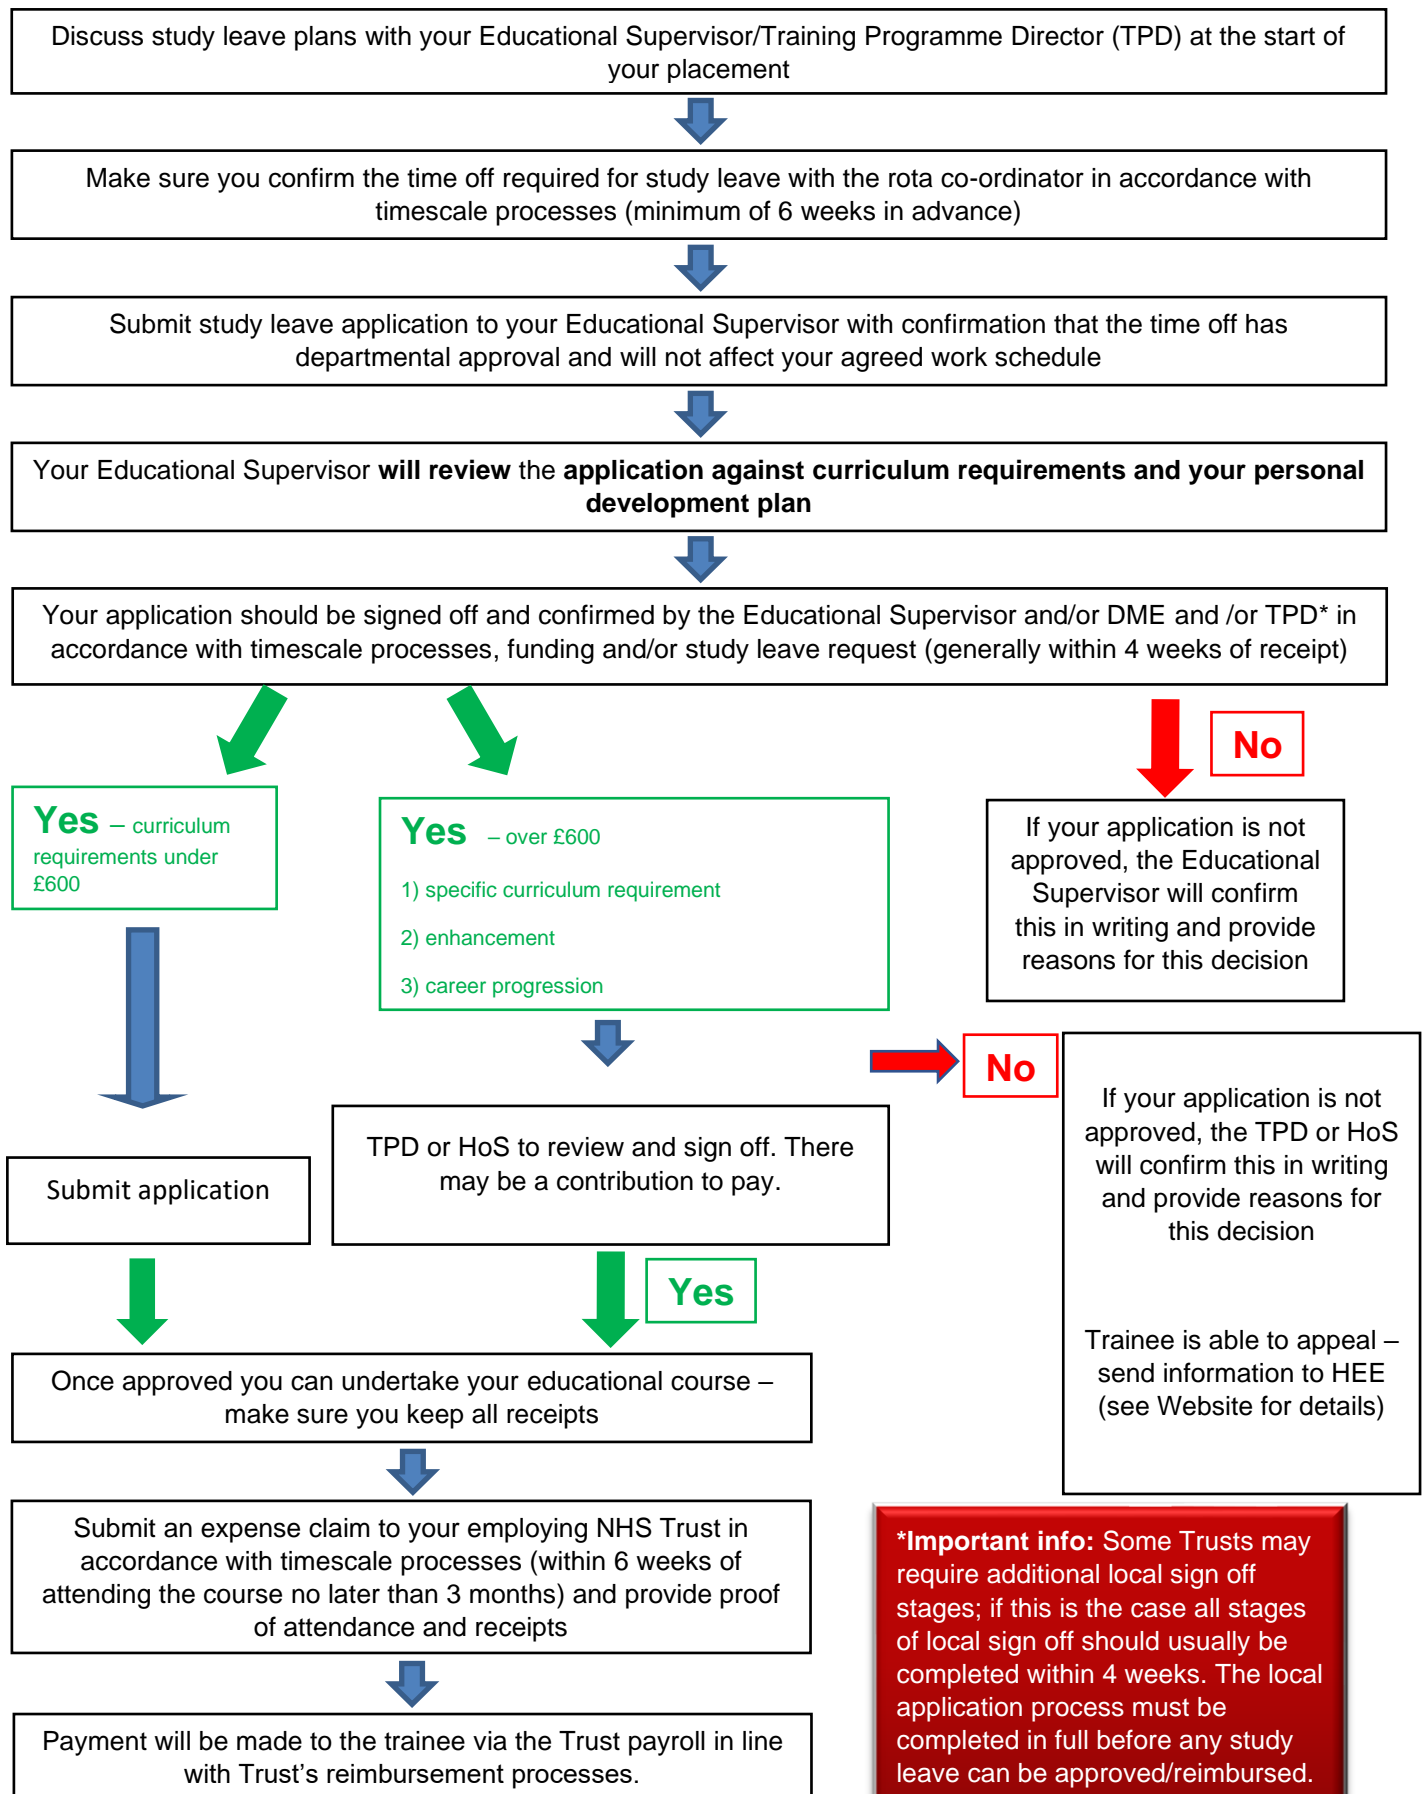 Discuss study leave plans with your Educational Supervisor/Training Programme Director (TPD) at the start of
your placement
Make sure you confirm the time off required for study leave with the rota co-ordinator in accordance with
timescale processes (minimum of 6 weeks in advance)
Submit study leave application to your Educational Supervisor with confirmation that the time off has
departmental approval and will not affect your agreed work schedule
Your Educational Supervisor will review the application against curriculum requirements and your personal
development plan
Your application should be signed off and confirmed by the Educational Supervisor and/or DME and /or TPD* in
accordance with timescale processes, funding and/or study leave request (generally within 4 weeks of receipt)
No
Yes – curriculum
requirements under
£600
Yes – over £600
1) specific curriculum requirement
2) enhancement
3) career progression
If your application is not
approved, the Educational
Supervisor will confirm
this in writing and provide
reasons for this decision
No
If your application is not
approved, the TPD or HoS
will confirm this in writing
and provide reasons for
this decision
Trainee is able to appeal –
send information to HEE
(see Website for details)
TPD or HoS to review and sign off. There
may be a contribution to pay.
Submit application
Yes
Once approved you can undertake your educational course –
make sure you keep all receipts
Submit an expense claim to your employing NHS Trust in
accordance with timescale processes (within 6 weeks of
attending the course no later than 3 months) and provide proof
of attendance and receipts
Payment will be made to the trainee via the Trust payroll in line
with Trust's reimbursement processes.
*Important info: Some Trusts may
require additional local sign off
stages; if this is the case all stages
of local sign off should usually be
completed within 4 weeks. The local
application process must be
completed in full before any study
leave can be approved/reimbursed.